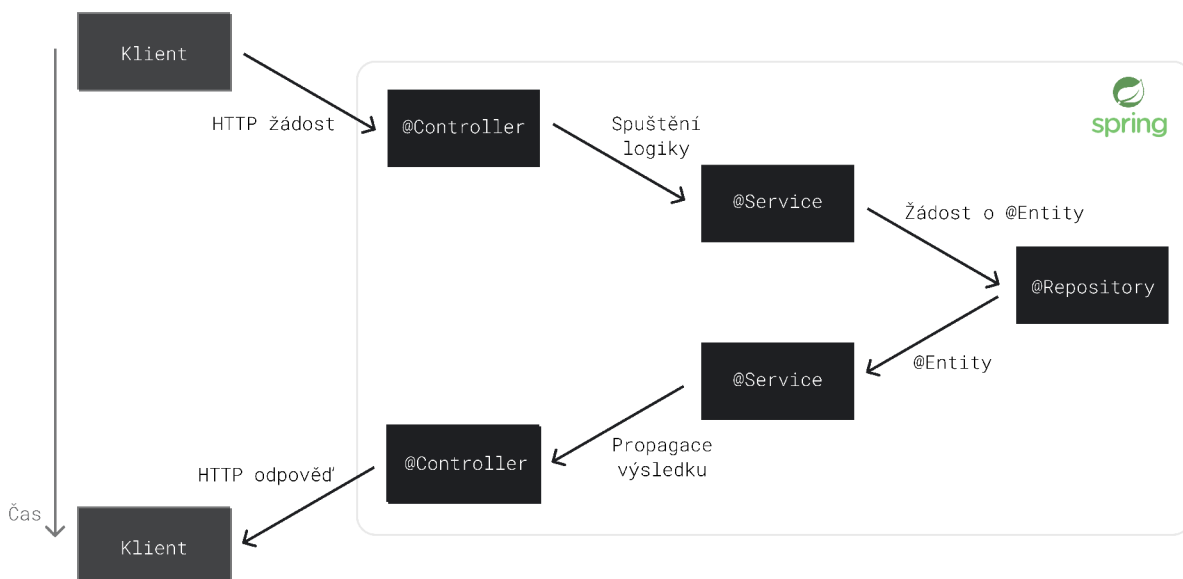 Klient
HTTP žádost
@Controller
Spuštění
logiky
spring
@Service
Žádost o @Entity
@Repository
@Entity
@Service
Propagace
výsledku
@Controller
HTTP odpověď
Čas
Klient